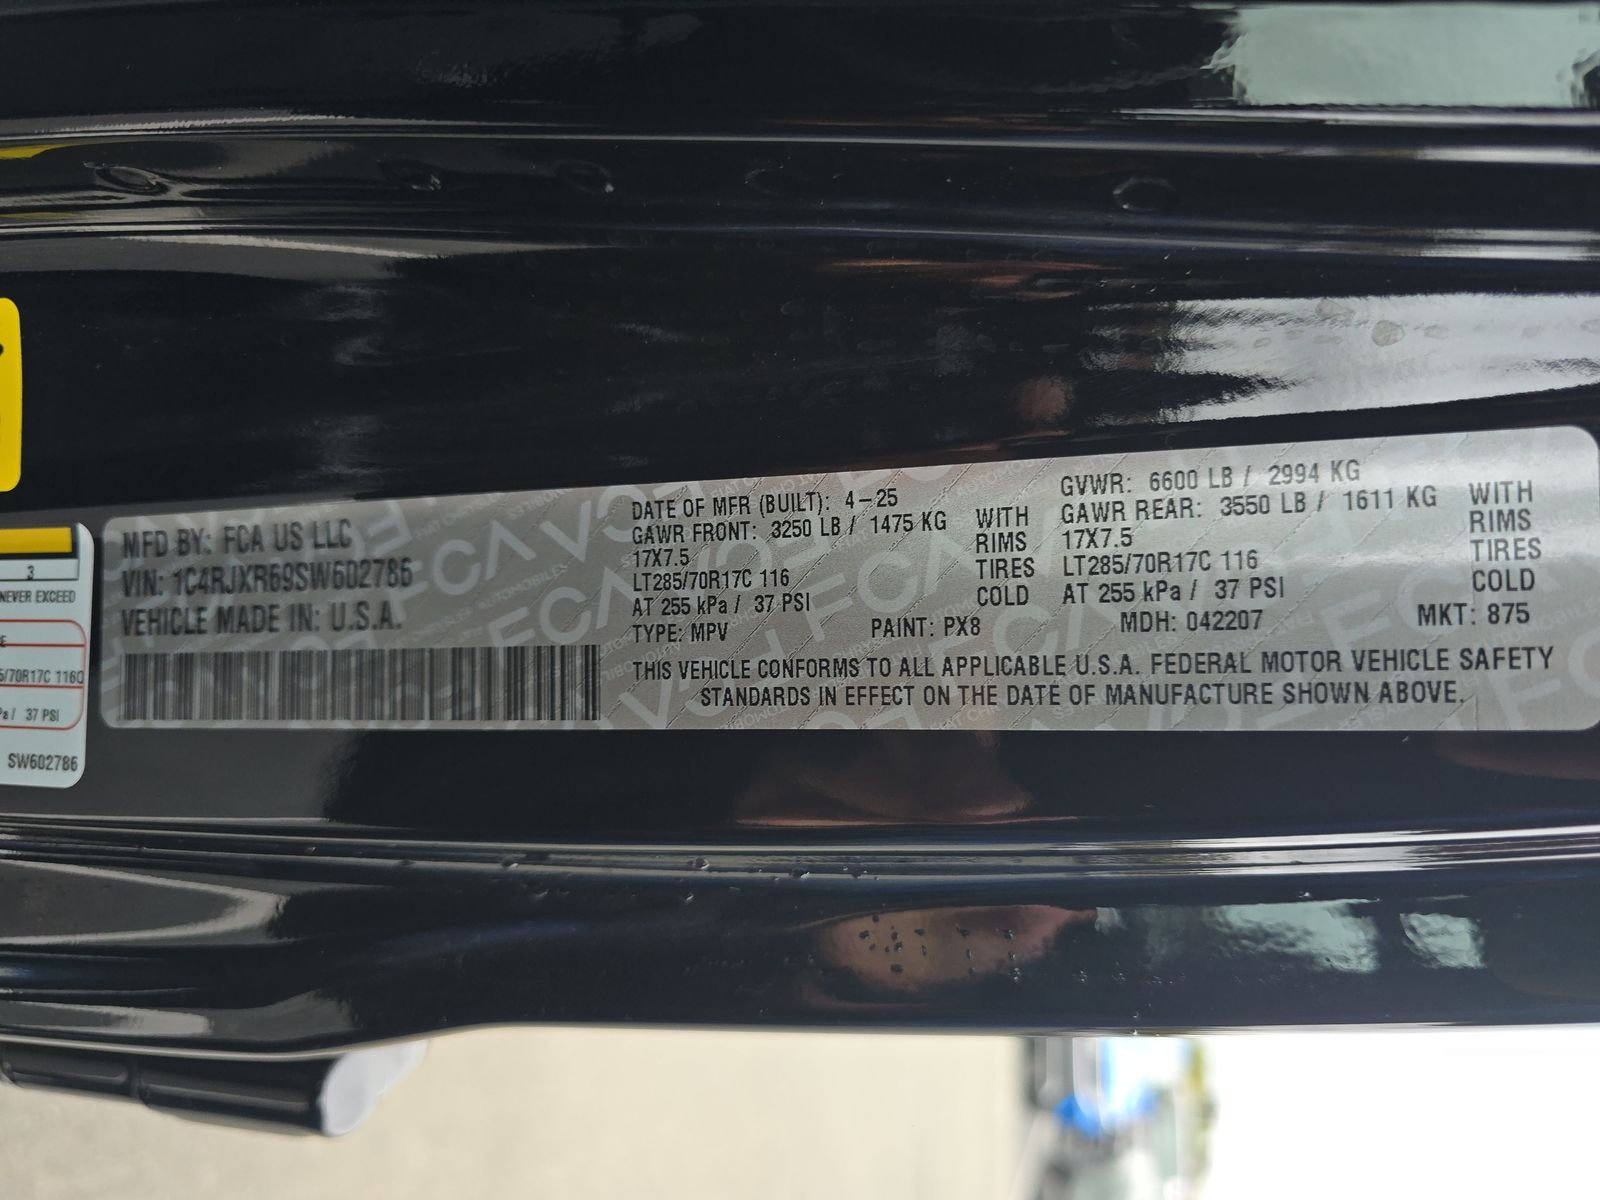 MFD BY: FCA US LLC
VIN: 1C4RJXR69SW602786
VEHICLE MADE IN: U.S.A.
DATE OF MFR (BUILT): 4-25
GAWR FRONT: 3250 LB / 1475 KG WITH
17X7.5 RIMS
LT285/70R17C 116 TIRES
AT 255 kPa / 37 PSI COLD
GVWR: 6600 LB / 2994 KG
GAWR REAR: 3550 LB / 1611 KG WITH
17X7.5 RIMS
LT285/70R17C 116 TIRES
AT 255 kPa / 37 PSI COLD
TYPE: MPV PAINT: PX8 MDH: 042207 MKT: 875
THIS VEHICLE CONFORMS TO ALL APPLICABLE U.S.A. FEDERAL MOTOR VEHICLE SAFETY
STANDARDS IN EFFECT ON THE DATE OF MANUFACTURE SHOWN ABOVE.
3
NEVER EXCEED
5/70R17C 116Q
Pa / 37 PSI
SW602786